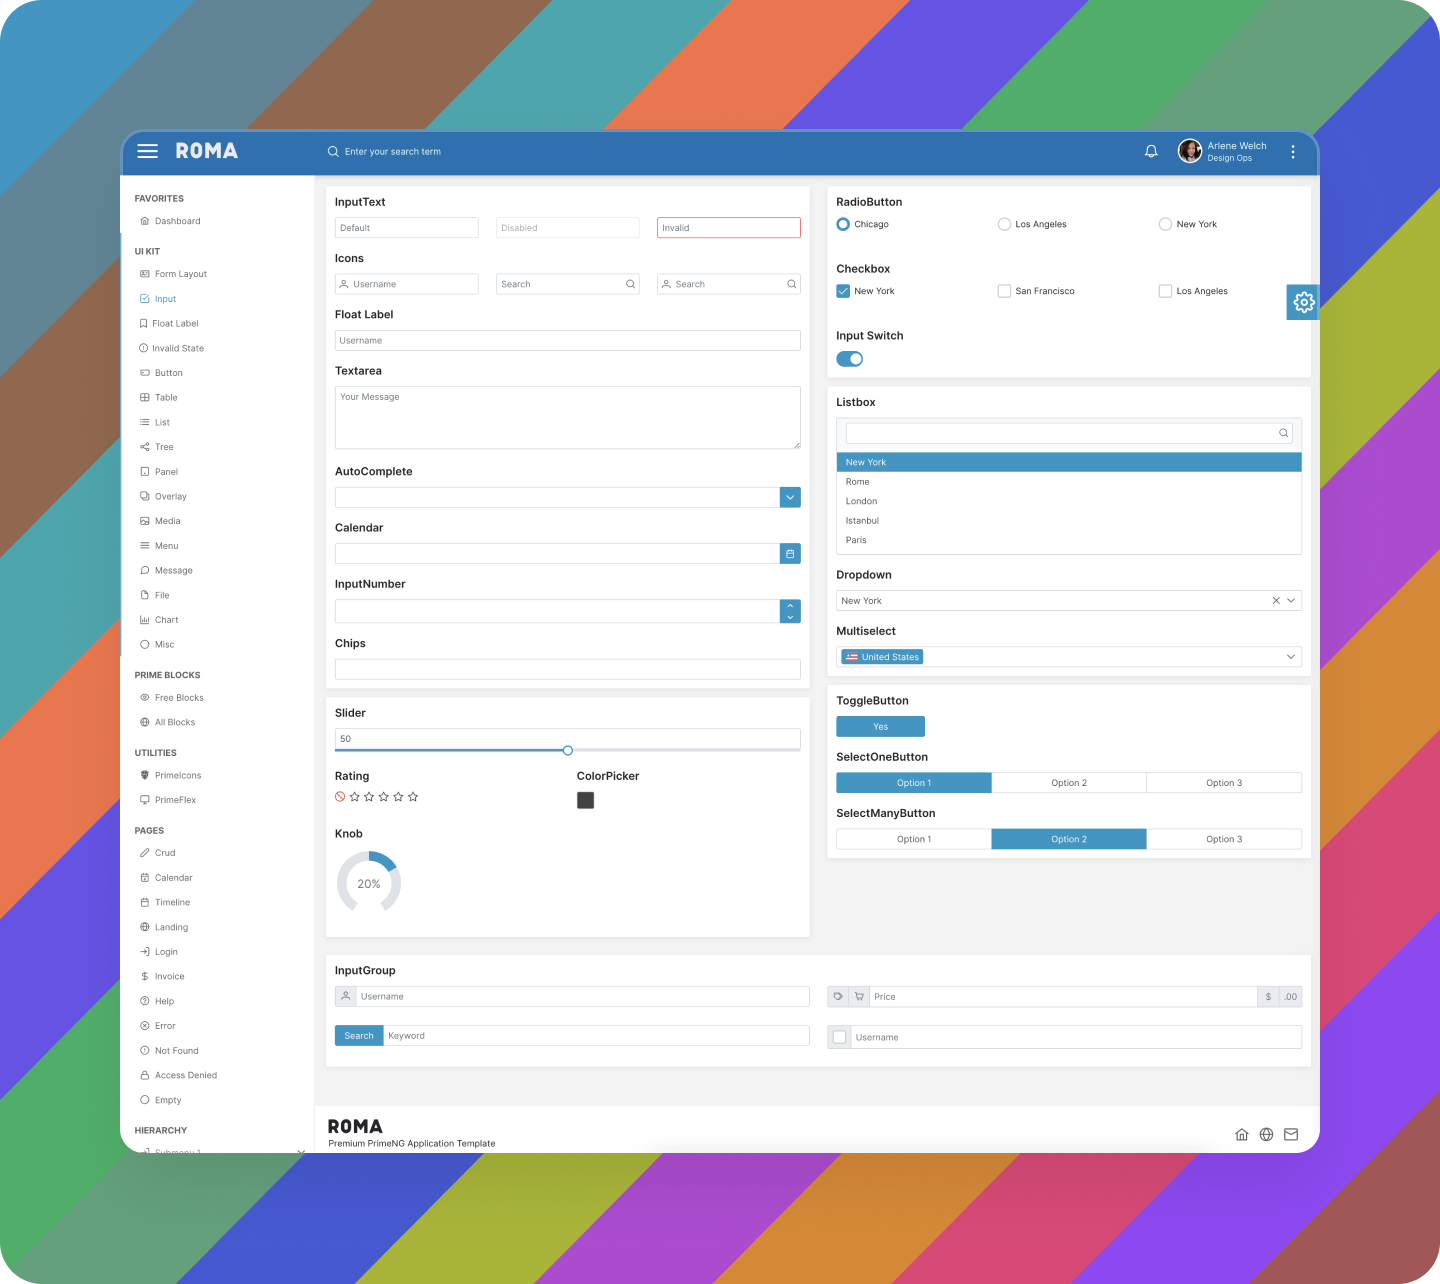 ROMA
Enter your search term
Arlene Welch
Design Ops
FAVORITES
Dashboard
UI KIT
Form Layout
Input
Float Label
Invalid State
Button
Table
List
Tree
Panel
Overlay
Media
Menu
Message
File
Chart
Misc
PRIME BLOCKS
Free Blocks
All Blocks
UTILITIES
PrimeIcons
PrimeFlex
PAGES
Crud
Calendar
Timeline
Landing
Login
Invoice
Help
Error
Not Found
Access Denied
Empty
HIERARCHY
Submenu 1
InputText
Default
Disabled
Invalid
Icons
Username
Search
Search
Float Label
Username
Textarea
Your Message
AutoComplete
Calendar
InputNumber
Chips
Slider
50
Rating
ColorPicker
Knob
20%
RadioButton
Chicago
Los Angeles
New York
Checkbox
New York
San Francisco
Los Angeles
Input Switch
Listbox
New York
Rome
London
Istanbul
Paris
Dropdown
New York
Multiselect
United States
ToggleButton
Yes
SelectOneButton
Option 1
Option 2
Option 3
SelectManyButton
Option 1
Option 2
Option 3
InputGroup
Username
Price
$
.00
Search
Keyword
Username
ROMA
Premium PrimeNG Application Template